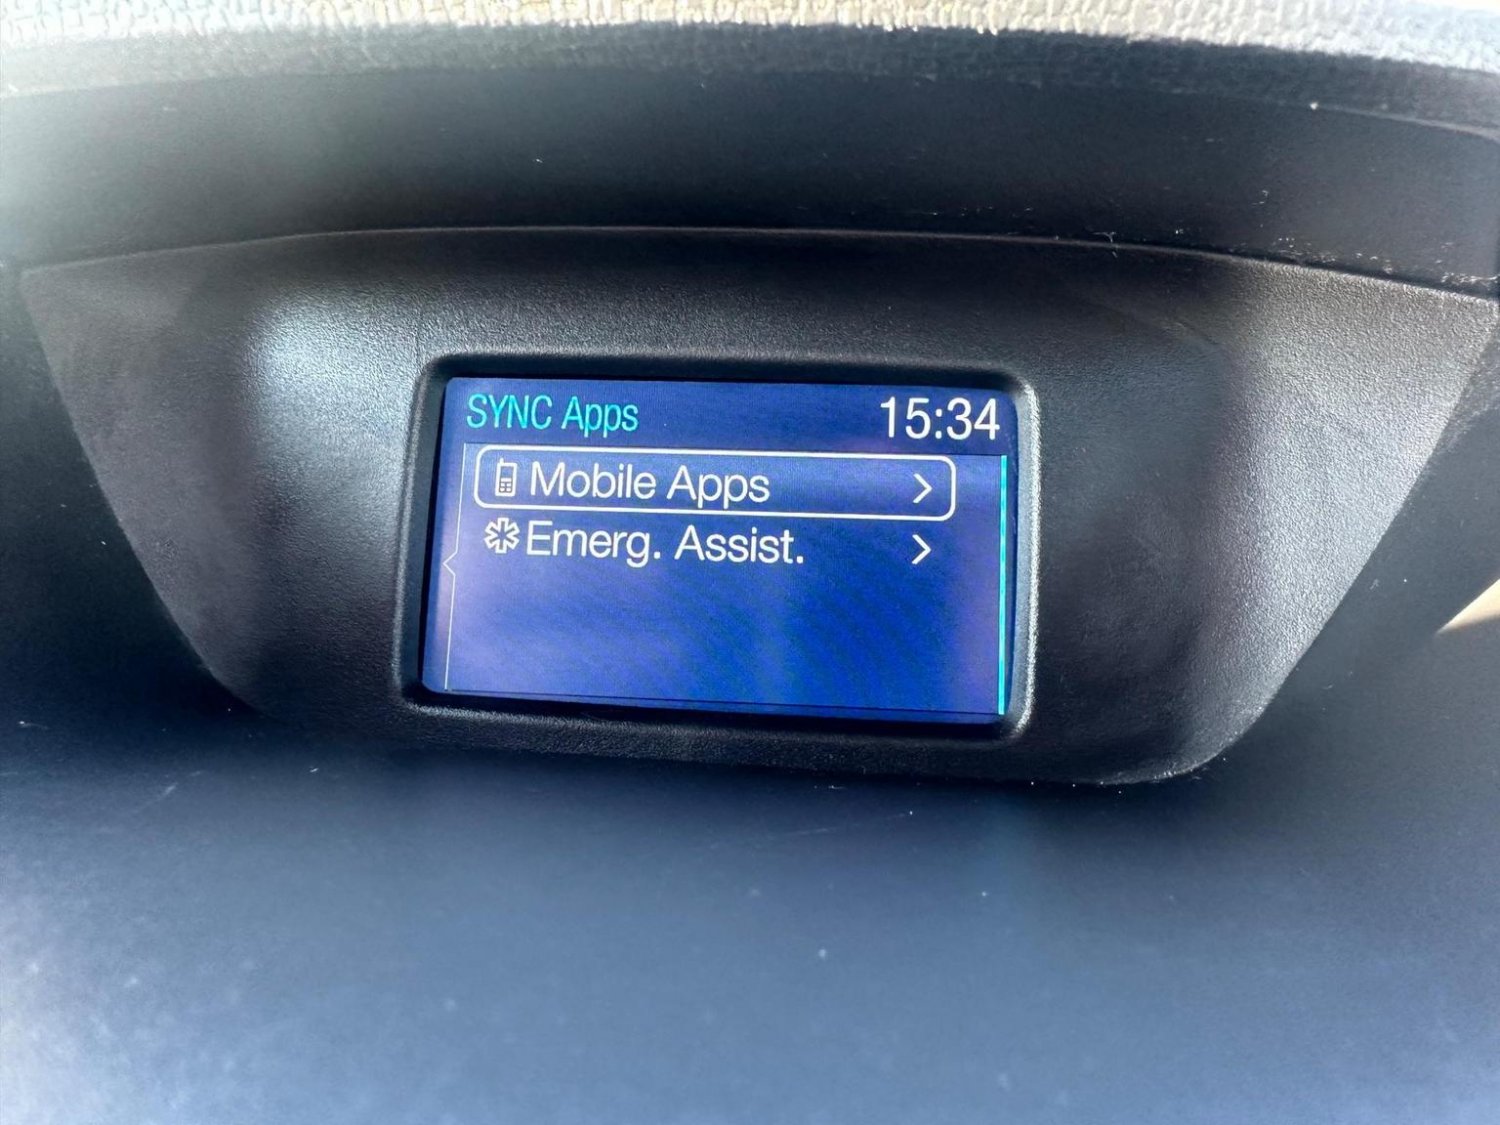 SYNC Apps 15:34
Mobile Apps
Emerg. Assist.